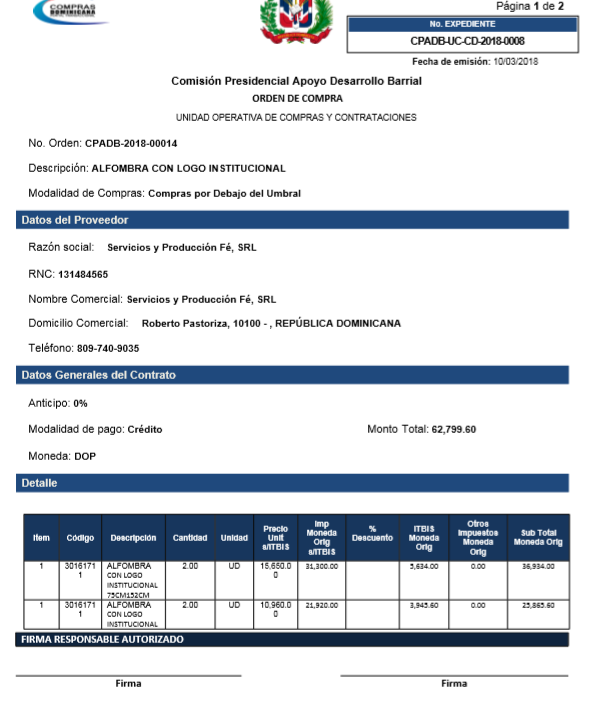 COMPRAS
DOMINICANA
Página 1 de 2
No. EXPEDIENTE
CPADB-UC-CD-2018-0008
Fecha de emisión: 10/03/2018
Comisión Presidencial Apoyo Desarrollo Barrial
ORDEN DE COMPRA
UNIDAD OPERATIVA DE COMPRAS Y CONTRATACIONES
No. Orden: CPADB-2018-00014
Descripción: ALFOMBRA CON LOGO INSTITUCIONAL
Modalidad de Compras: Compras por Debajo del Umbral
Datos del Proveedor
Razón social: Servicios y Producción Fé, SRL
RNC: 131484565
Nombre Comercial: Servicios y Producción Fé, SRL
Domicilio Comercial: Roberto Pastoriza, 10100 - , REPÚBLICA DOMINICANA
Teléfono: 809-740-9035
Datos Generales del Contrato
Anticipo: 0%
Modalidad de pago: Crédito Monto Total: 62,799.60
Moneda: DOP
Detalle
Item Código Descripción Cantidad Unidad Precio Unit s/ITBIS Imp Moneda Orig s/ITBIS % Descuento ITBIS Moneda Orig Otros Impuestos Moneda Orig Sub Total Moneda Orig
1 3016171 ALFOMBRA 2.00 UD 15,650.0 31,300.00 5,634.00 0.00 36,934.00
1 CON LOGO 0
INSTITUCIONAL
75CM152CM
1 3016171 ALFOMBRA 2.00 UD 10,960.0 21,920.00 3,945.60 0.00 25,865.60
1 CON LOGO 0
INSTITUCIONAL
FIRMA RESPONSABLE AUTORIZADO
Firma Firma